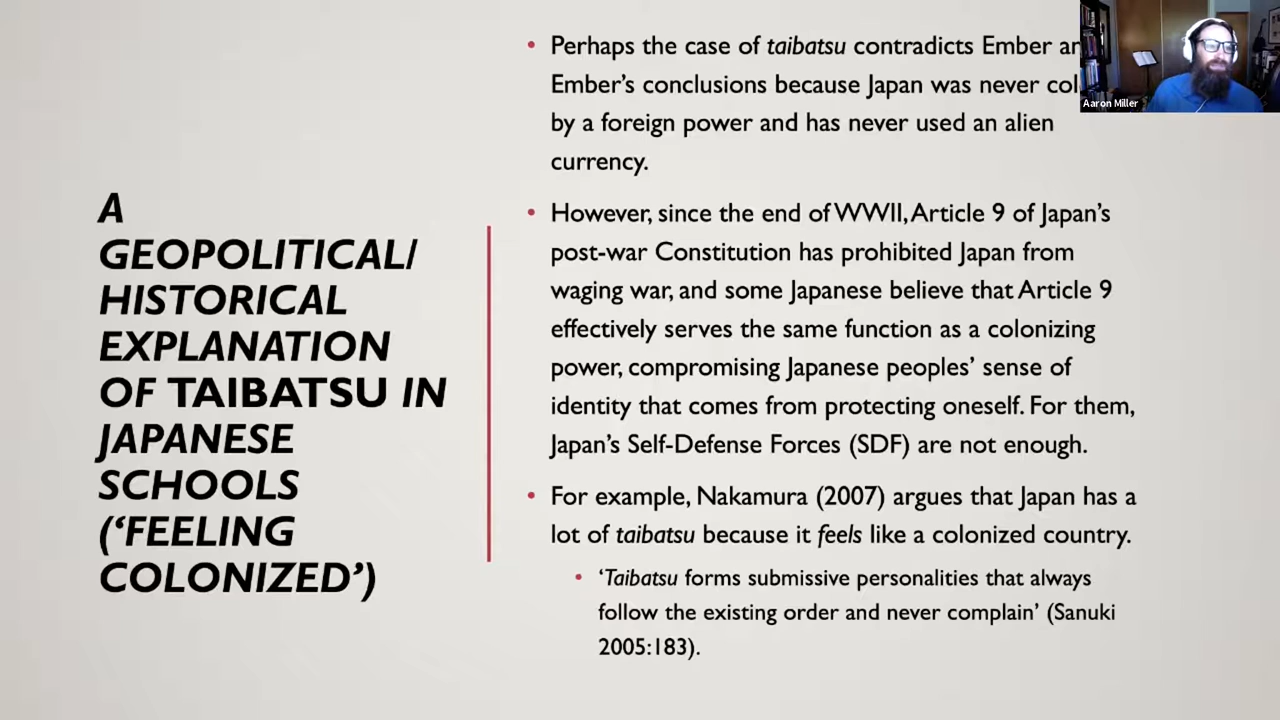 A
GEOPOLITICAL/
HISTORICAL
EXPLANATION
OF TAIBATSU IN
JAPANESE
SCHOOLS
(‘FEELING
COLONIZED’)
• Perhaps the case of taibatsu contradicts Ember
Ember’s conclusions because Japan was never
by a foreign power and has never used an alien
currency.
• However, since the end of WWII, Article 9 of Japan’s
post-war Constitution has prohibited Japan from
waging war, and some Japanese believe that Article 9
effectively serves the same function as a colonizing
power, compromising Japanese peoples’ sense of
identity that comes from protecting oneself. For them,
Japan’s Self-Defense Forces (SDF) are not enough.
• For example, Nakamura (2007) argues that Japan has a
lot of taibatsu because it feels like a colonized country.
• ‘Taibatsu forms submissive personalities that always
follow the existing order and never complain’ (Sanuki
2005:183).
Aaron Miller